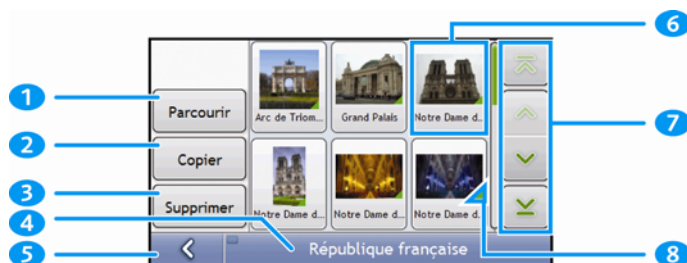 6
1
Parcourir
Arc de Triom...
Grand Palais
Notre Dame d...
7
2
Copier
3
Supprimer
Notre Dame d...
Notre Dame d...
Notre Dame d...
4
5
République française
8